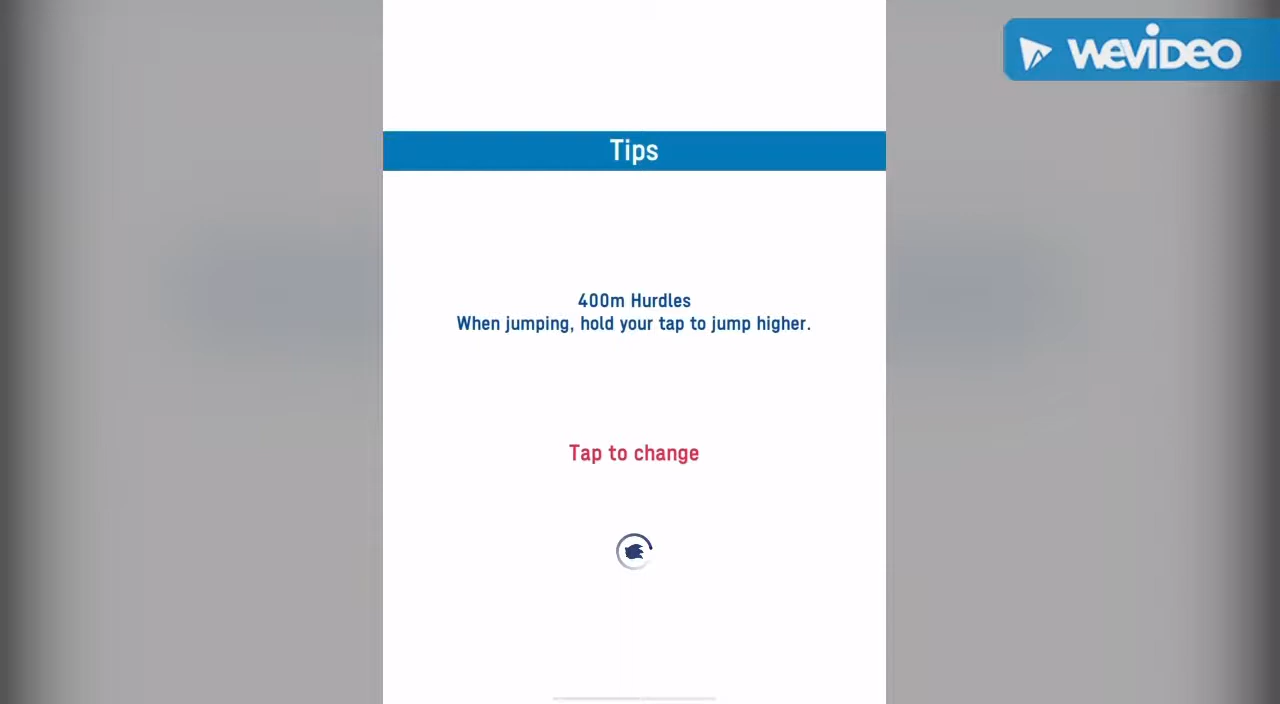 WEVIDEO
Tips
400m Hurdles
When jumping, hold your tap to jump higher.
Tap to change